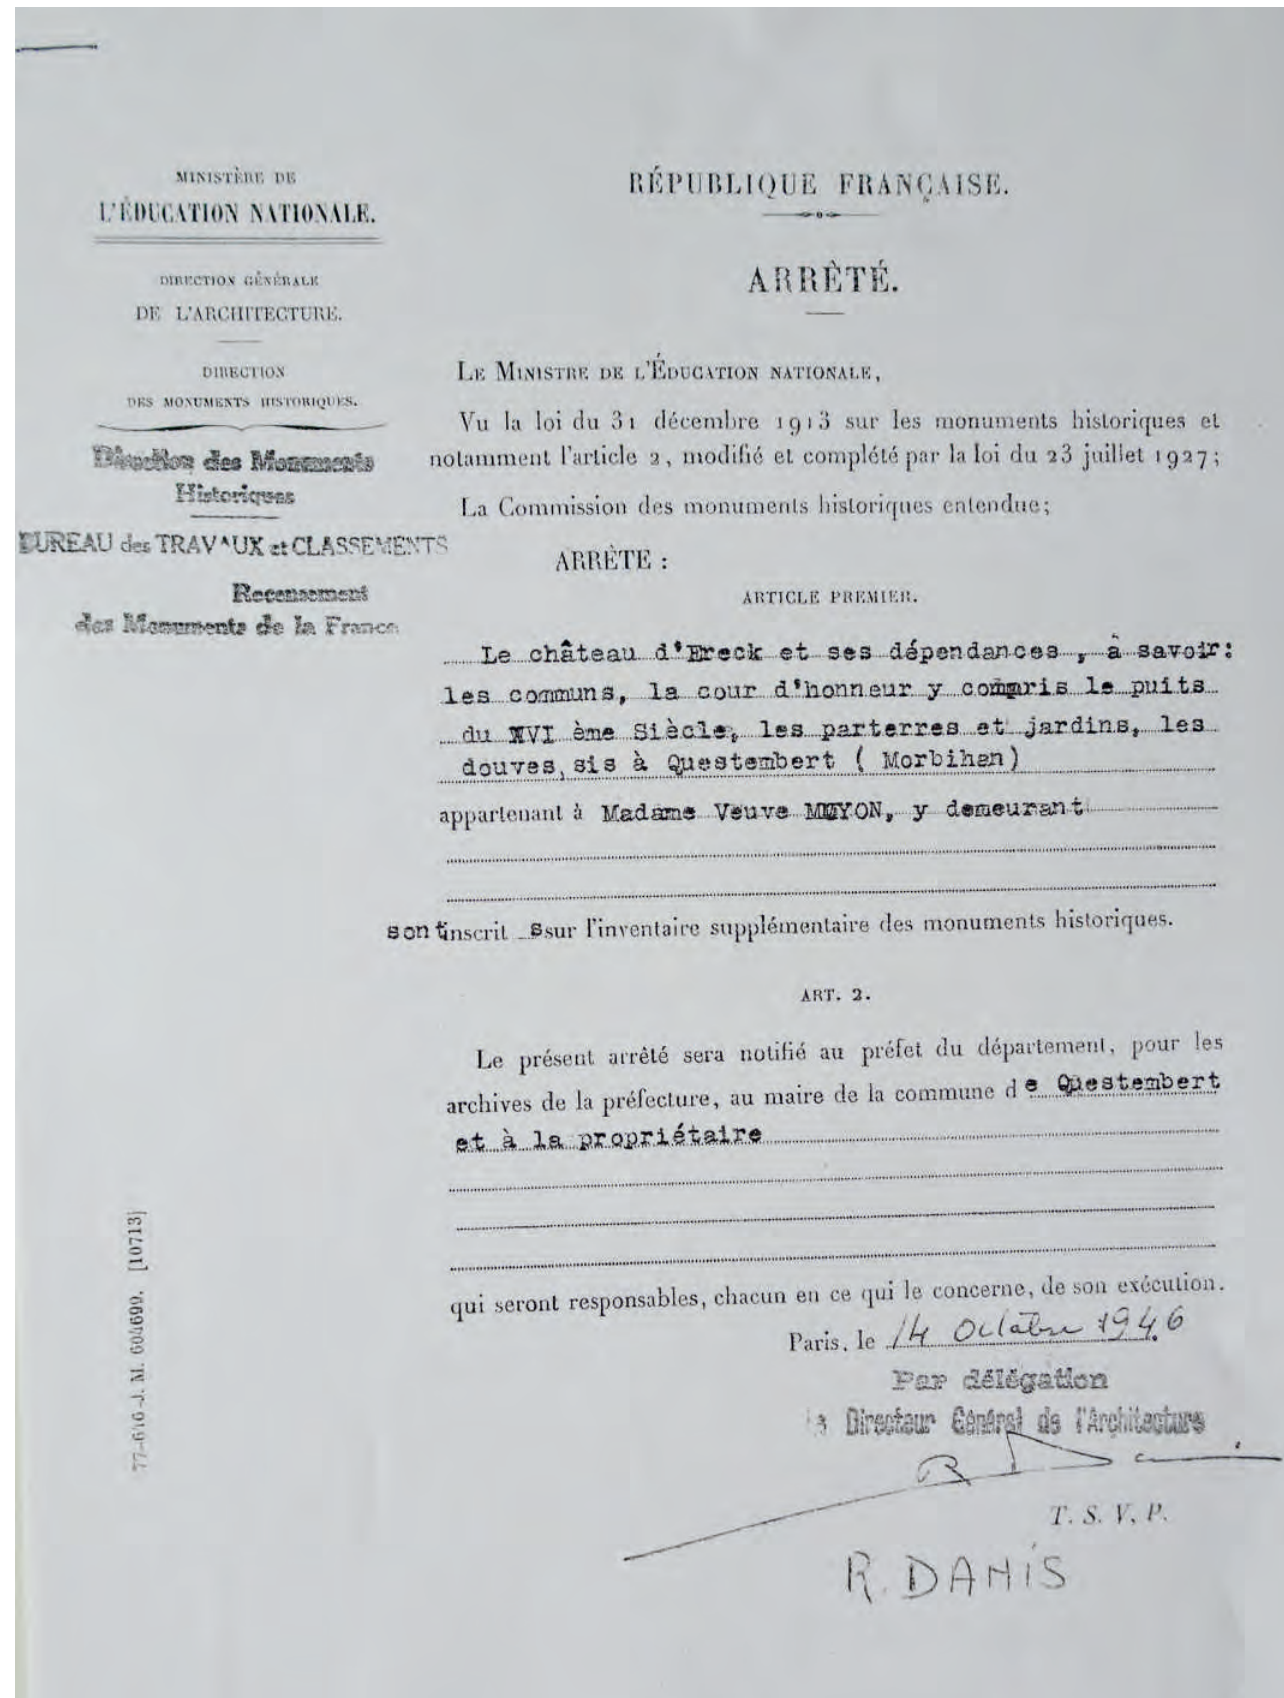 MINISTÈRE DE
L'ÉDUCATION NATIONALE.
DIRECTION GÉNÉRALE
DE L'ARCHITECTURE.
DIRECTION
DES MONUMENTS HISTORIQUES.
Direction des Monuments
Historiques
BUREAU des TRAVAUX et CLASSEMENTS
Recensement
des Monuments de la France
RÉPUBLIQUE FRANÇAISE.
ARRÊTÉ.
LE MINISTRE DE L'ÉDUCATION NATIONALE,
Vu la loi du 31 décembre 1913 sur les monuments historiques et
notamment l'article 2, modifié et complété par la loi du 23 juillet 1927;
La Commission des monuments historiques entendue;
ARRÊTE :
ARTICLE PREMIER.
Le château d'Ereck et ses dépendances, à savoir:
les communs, la cour d'honneur y compris le puits
du XVI ème Siècle, les parterres et jardins, les
douves, sis à Questembert ( Morbihan)
appartenant à Madame Veuve , y demeurant
sont inscrit s sur l'inventaire supplémentaire des monuments historiques.
ART. 2.
Le présent arrêté sera notifié au préfet du département, pour les
archives de la préfecture, au maire de la commune de Questembert
et à la propriétaire
qui seront responsables, chacun en ce qui le concerne, de son exécution.
Paris, le 14 Octobre 1946
Par délégation
Le Directeur Général de l'Architecture
T. S. V. P.
R. DANIS
77-646-J. M. 604699. [10713]